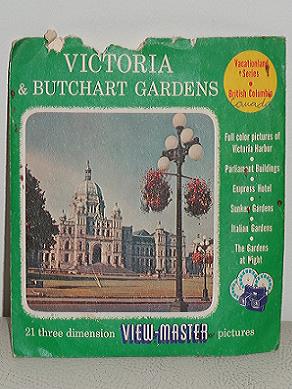 VICTORIA
& BUTCHART GARDENS
Vacationland
Series
British Columbia
Canada
Full color pictures of
Victoria Harbor
Parliament Buildings
Empress Hotel
Sunken Gardens
Italian Gardens
The Gardens
at Night
21 three dimension VIEW-MASTER pictures